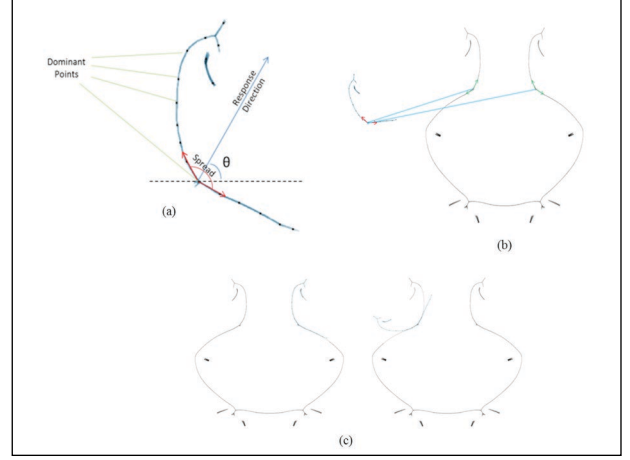 Dominant
Points
Response
Direction
Spread
θ
(a)
(b)
(c)